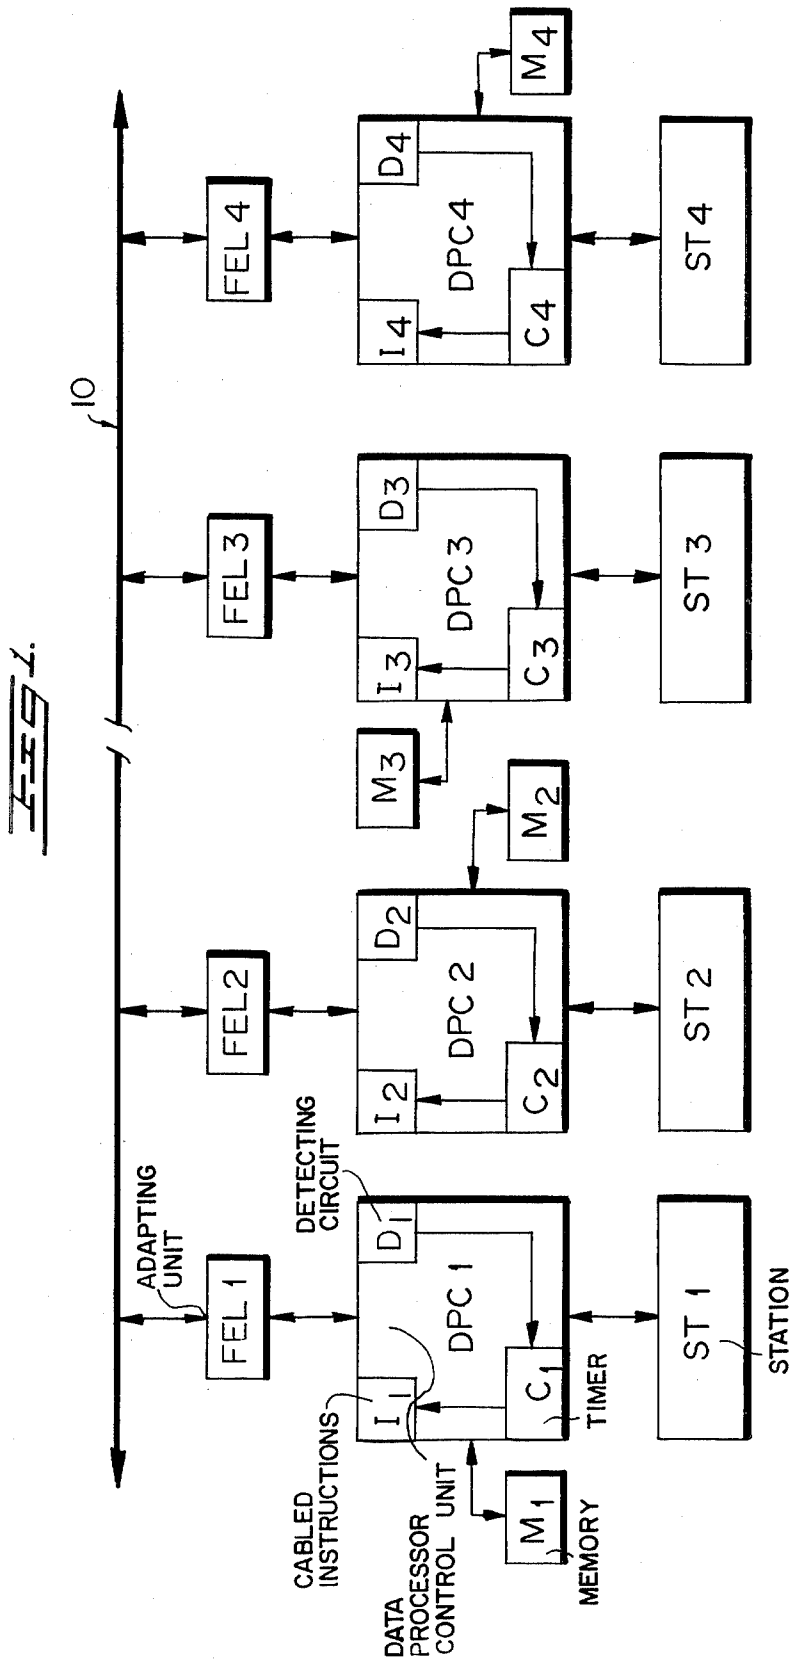 FIG. 1.
10
ADAPTING
UNIT
FEL 1
FEL 2
FEL 3
FEL 4
CABLED
INSTRUCTIONS
DETECTING
CIRCUIT
I1
D1
I2
D2
M3
I3
D3
I4
D4
DATA
PROCESSOR
CONTROL UNIT
DPC 1
DPC 2
DPC 3
DPC 4
M1
C1
C2
M2
C3
C4
M4
MEMORY
TIMER
ST 1
ST 2
ST 3
ST 4
STATION